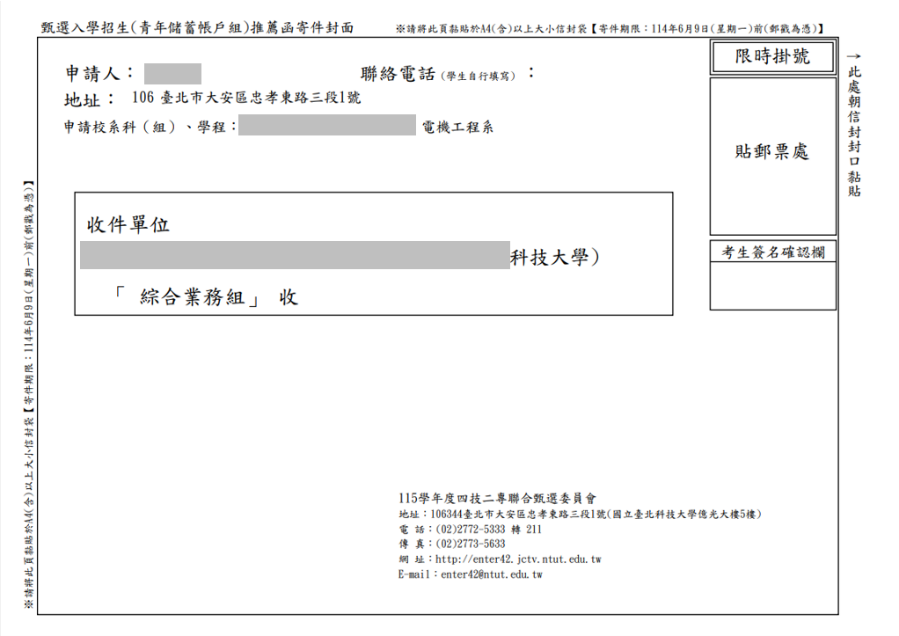 甄選入學招生(青年儲蓄帳戶組)推薦函寄件封面
※請將此頁黏貼於A4(含)以上大小信封袋【寄件期限：114年6月9日(星期一)前(郵戳為憑)】
限時掛號
申請人：
聯絡電話(學生自行填寫)：
地址： 106 臺北市大安區忠孝東路三段1號
申請校系科（組）、學程： 電機工程系
貼郵票處
→此處朝信封封口黏貼
收件單位
科技大學）
「 綜合業務組」 收
考生簽名確認欄
※請將此頁黏貼於A4(含)以上大小信封袋【寄件期限：114年6月9日(星期一)前(郵戳為憑)】
115學年度四技二專聯合甄選委員會
地址：106344臺北市大安區忠孝東路三段1號(國立臺北科技大學億光大樓5樓)
電 話：(02)2772-5333 轉 211
傳 真：(02)2773-5633
網 址：http://enter42.jctv.ntut.edu.tw
E-mail：enter42@ntut.edu.tw